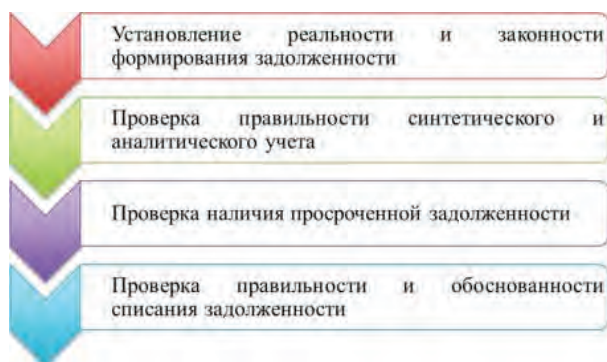 Установление реальности и законности
формирования задолженности
Проверка правильности синтетического и
аналитического учета
Проверка наличия просроченной задолженности
Проверка правильности и обоснованности
списания задолженности